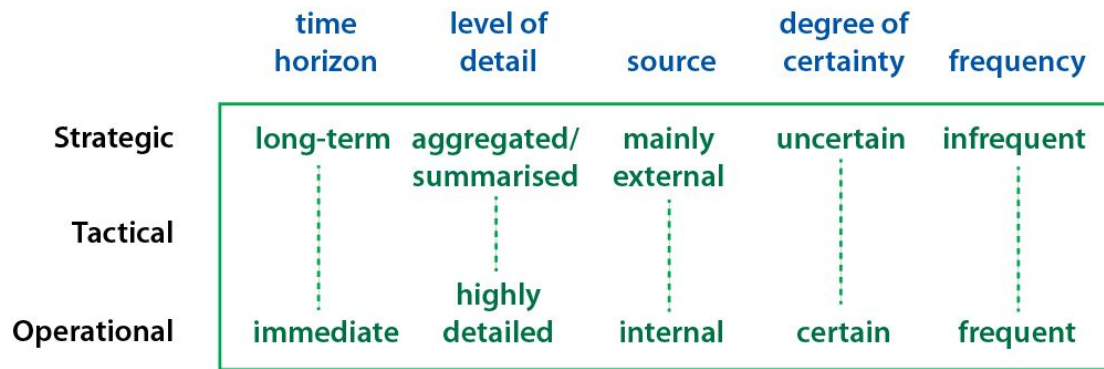 time level of degree of
horizon detail source certainty frequency
Strategic long-term aggregated/ mainly uncertain infrequent
summarised external
Tactical
highly
Operational immediate detailed internal certain frequent